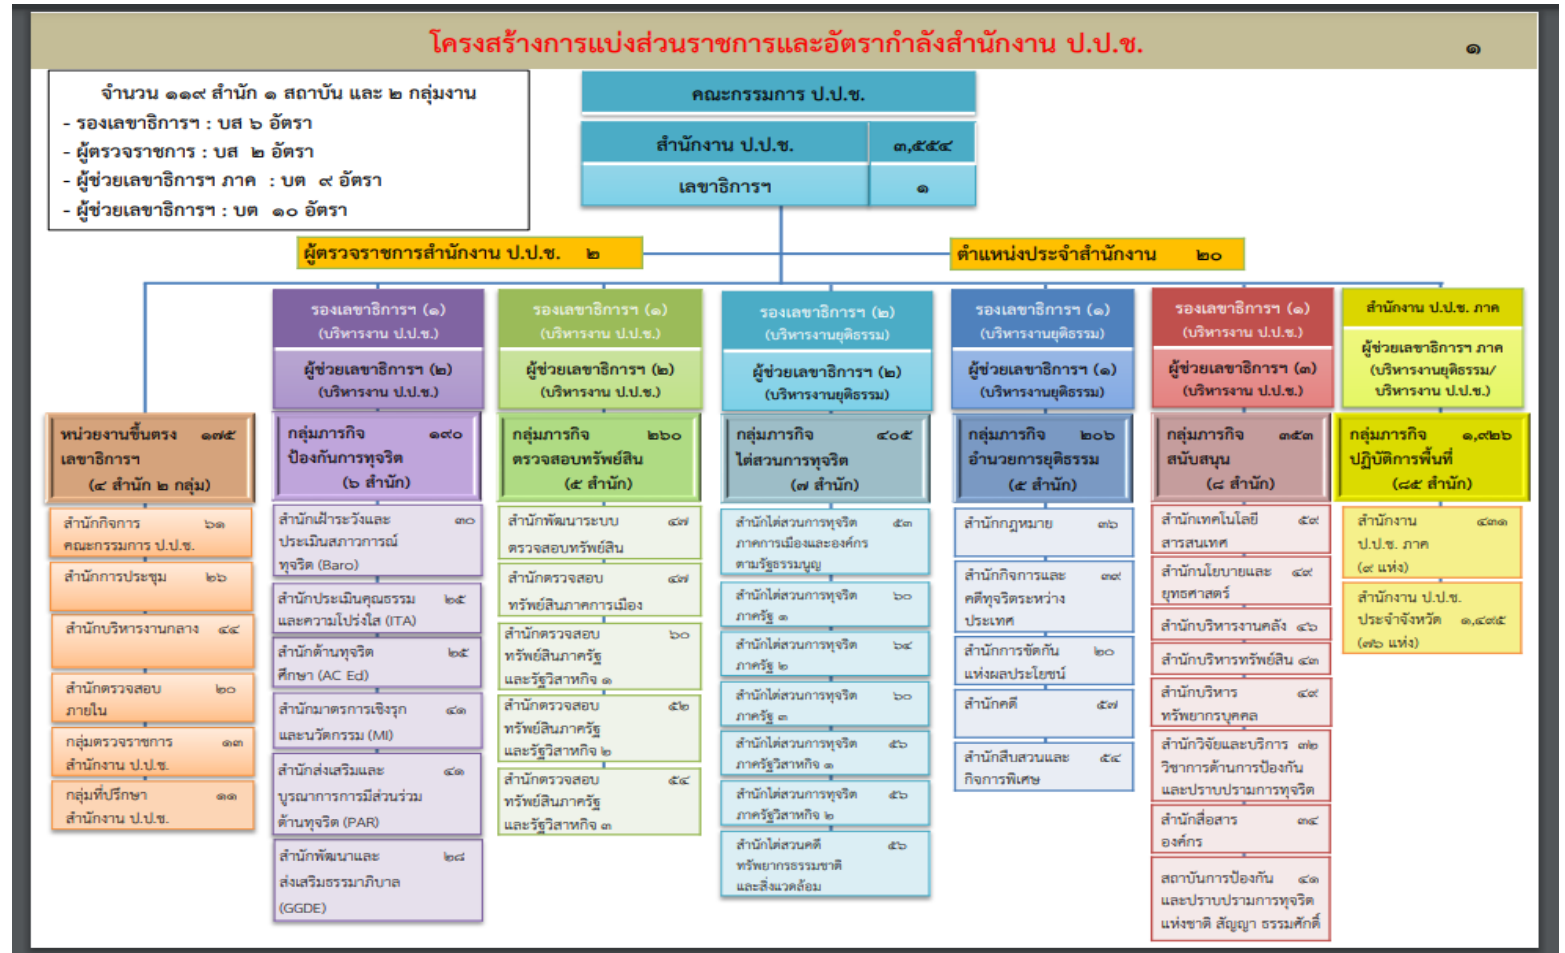 โครงสร้างการแบ่งส่วนราชการและอัตรากำลังสำนักงาน ป.ป.ช.
๑
จำนวน ๑๑๙ สำนัก ๑ สถาบัน และ ๒ กลุ่มงาน
- รองเลขาธิการฯ : บส ๖ อัตรา
- ผู้ตรวจราชการ : บส ๒ อัตรา
- ผู้ช่วยเลขาธิการฯ ภาค : บต ๙ อัตรา
- ผู้ช่วยเลขาธิการฯ : บต ๑๐ อัตรา
คณะกรรมการ ป.ป.ช.
สำนักงาน ป.ป.ช. ๓,๕๕๔
เลขาธิการฯ ๑
ผู้ตรวจราชการสำนักงาน ป.ป.ช. ๒
ตำแหน่งประจำสำนักงาน ๒๐
หน่วยงานขึ้นตรง ๑๗๕
เลขาธิการฯ
(๔ สำนัก ๒ กลุ่ม)
สำนักกิจการ ๖๑
คณะกรรมการ ป.ป.ช.
สำนักการประชุม ๒๖
สำนักบริหารงานกลาง ๔๔
สำนักตรวจสอบ ๒๐
ภายใน
กลุ่มตรวจราชการ ๑๓
สำนักงาน ป.ป.ช.
กลุ่มที่ปรึกษา ๑๑
สำนักงาน ป.ป.ช.
รองเลขาธิการฯ (๑)
(บริหารงาน ป.ป.ช.)
ผู้ช่วยเลขาธิการฯ (๒)
(บริหารงาน ป.ป.ช.)
กลุ่มภารกิจ ๑๙๐
ป้องกันการทุจริต
(๖ สำนัก)
สำนักเฝ้าระวังและ ๓๐
ประเมินสภาวการณ์
ทุจริต (Baro)
สำนักประเมินคุณธรรม ๒๕
และความโปร่งใส (ITA)
สำนักต้านทุจริต ๒๕
ศึกษา (AC Ed)
สำนักมาตรการเชิงรุก ๔๑
และนวัตกรรม (MI)
สำนักส่งเสริมและ ๔๑
บูรณาการการมีส่วนร่วม
ต้านทุจริต (PAR)
สำนักพัฒนาและ ๒๘
ส่งเสริมธรรมาภิบาล
(GGDE)
รองเลขาธิการฯ (๑)
(บริหารงาน ป.ป.ช.)
ผู้ช่วยเลขาธิการฯ (๒)
(บริหารงาน ป.ป.ช.)
กลุ่มภารกิจ ๒๖๐
ตรวจสอบทรัพย์สิน
(๕ สำนัก)
สำนักพัฒนาระบบ ๔๗
ตรวจสอบทรัพย์สิน
สำนักตรวจสอบ ๔๗
ทรัพย์สินภาคการเมือง
สำนักตรวจสอบ ๖๐
ทรัพย์สินภาครัฐ
และรัฐวิสาหกิจ ๑
สำนักตรวจสอบ ๕๒
ทรัพย์สินภาครัฐ
และรัฐวิสาหกิจ ๒
สำนักตรวจสอบ ๕๔
ทรัพย์สินภาครัฐ
และรัฐวิสาหกิจ ๓
รองเลขาธิการฯ (๒)
(บริหารงานยุติธรรม)
ผู้ช่วยเลขาธิการฯ (๒)
(บริหารงานยุติธรรม)
กลุ่มภารกิจ ๔๐๕
ไต่สวนการทุจริต
(๗ สำนัก)
สำนักไต่สวนการทุจริต ๕๓
ภาคการเมืองและองค์กร
ตามรัฐธรรมนูญ
สำนักไต่สวนการทุจริต ๖๐
ภาครัฐ ๑
สำนักไต่สวนการทุจริต ๖๔
ภาครัฐ ๒
สำนักไต่สวนการทุจริต ๖๐
ภาครัฐ ๓
สำนักไต่สวนการทุจริต ๕๖
ภาครัฐวิสาหกิจ ๑
สำนักไต่สวนการทุจริต ๕๖
ภาครัฐวิสาหกิจ ๒
สำนักไต่สวนคดี ๕๖
ทรัพยากรธรรมชาติ
และสิ่งแวดล้อม
รองเลขาธิการฯ (๑)
(บริหารงานยุติธรรม)
ผู้ช่วยเลขาธิการฯ (๑)
(บริหารงานยุติธรรม)
กลุ่มภารกิจ ๒๐๖
อำนวยการยุติธรรม
(๕ สำนัก)
สำนักกฎหมาย ๓๖
สำนักกิจการและ ๓๙
คดีทุจริตระหว่าง
ประเทศ
สำนักการขัดกัน ๒๐
แห่งผลประโยชน์
สำนักคดี ๕๗
สำนักสืบสวนและ ๕๔
กิจการพิเศษ
รองเลขาธิการฯ (๑)
(บริหารงาน ป.ป.ช.)
ผู้ช่วยเลขาธิการฯ (๓)
(บริหารงาน ป.ป.ช.)
กลุ่มภารกิจ ๓๕๓
สนับสนุน
(๘ สำนัก)
สำนักเทคโนโลยี ๕๙
สารสนเทศ
สำนักนโยบายและ ๔๙
ยุทธศาสตร์
สำนักบริหารงานคลัง ๔๖
สำนักบริหารทรัพย์สิน ๔๓
สำนักบริหาร ๔๙
ทรัพยากรบุคคล
สำนักวิจัยและบริการ ๓๒
วิชาการด้านการป้องกัน
และปราบปรามการทุจริต
สำนักสื่อสาร ๓๔
องค์กร
สถาบันการป้องกัน ๔๑
และปราบปรามการทุจริต
แห่งชาติ สัญญา ธรรมศักดิ์
สำนักงาน ป.ป.ช. ภาค
ผู้ช่วยเลขาธิการฯ ภาค
(บริหารงานยุติธรรม/
บริหารงาน ป.ป.ช.)
กลุ่มภารกิจ ๑,๙๒๖
ปฏิบัติการพื้นที่
(๘๕ สำนัก)
สำนักงาน ๔๓๑
ป.ป.ช. ภาค
(๙ แห่ง)
สำนักงาน ป.ป.ช.
ประจำจังหวัด ๑,๔๙๕
(๗๖ แห่ง)